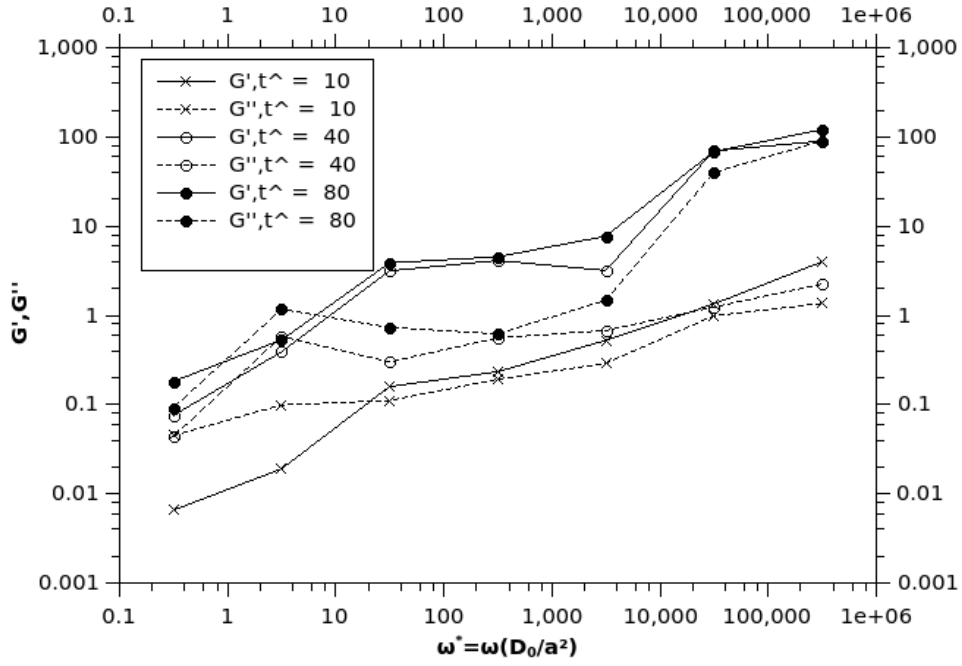 0.1 1 10 100 1,000 10,000 100,000 1e+06
1,000 1,000
G',t^ = 10
G'',t^ = 10
G',t^ = 40
G'',t^ = 40
G',t^ = 80
G'',t^ = 80
100 100
10 10
1 1
0.1 0.1
0.01 0.01
0.001 0.001
G',G''
0.1 1 10 100 1,000 10,000 100,000 1e+06
ω*=ω(D₀/a²)